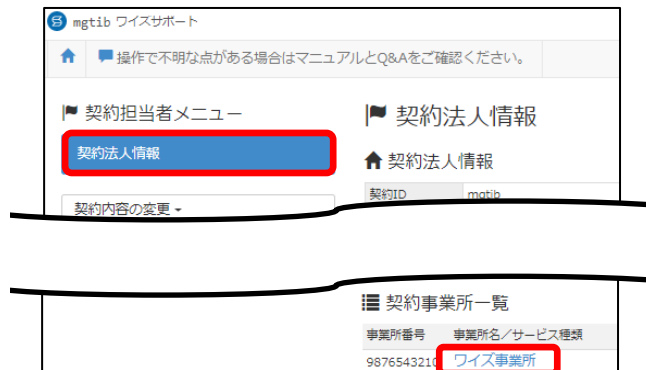 mgtib ワイズサポート
操作で不明な点がある場合はマニュアルとQ&Aをご確認ください。
契約担当者メニュー
契約法人情報
契約内容の変更
契約法人情報
契約法人情報
契約ID mgtib
契約事業所一覧
事業所番号 事業所名／サービス種類
9876543210 ワイズ事業所